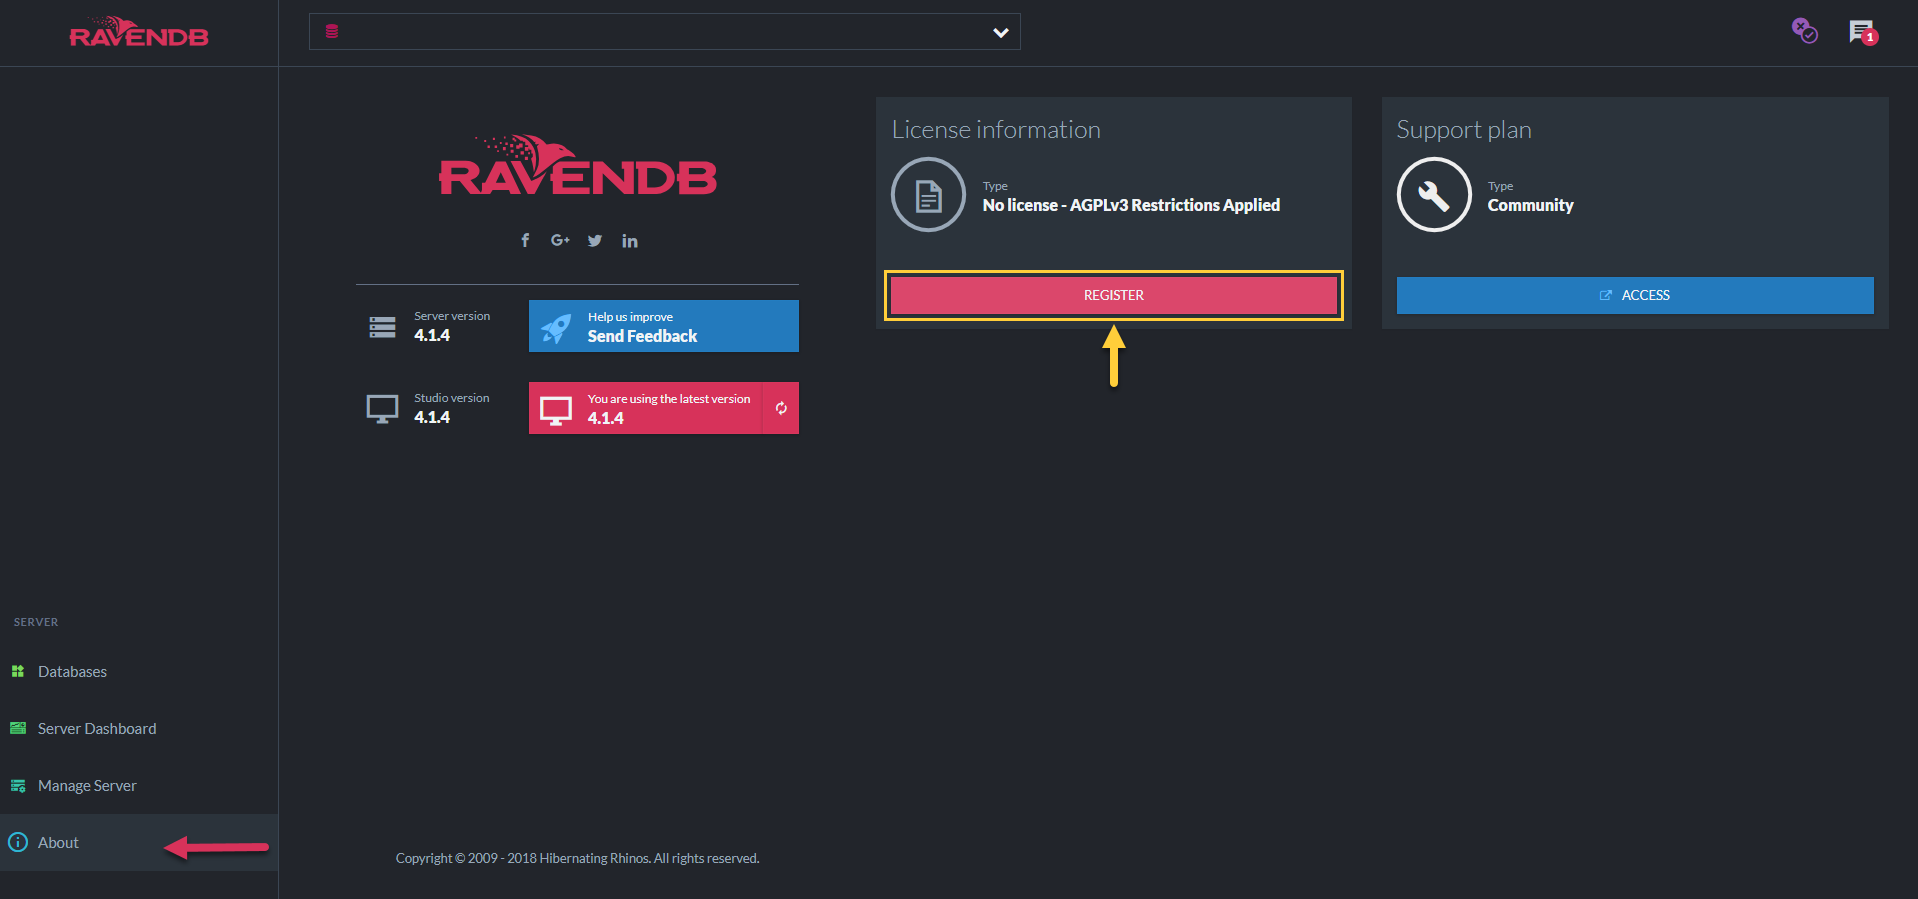 RAVENDB
1
RAVENDB
f G+ in
Server version
4.1.4
Help us improve
Send Feedback
Studio version
4.1.4
You are using the latest version
4.1.4
License information
Type
No license - AGPLv3 Restrictions Applied
REGISTER
Support plan
Type
Community
ACCESS
SERVER
Databases
Server Dashboard
Manage Server
About
Copyright © 2009 - 2018 Hibernating Rhinos. All rights reserved.